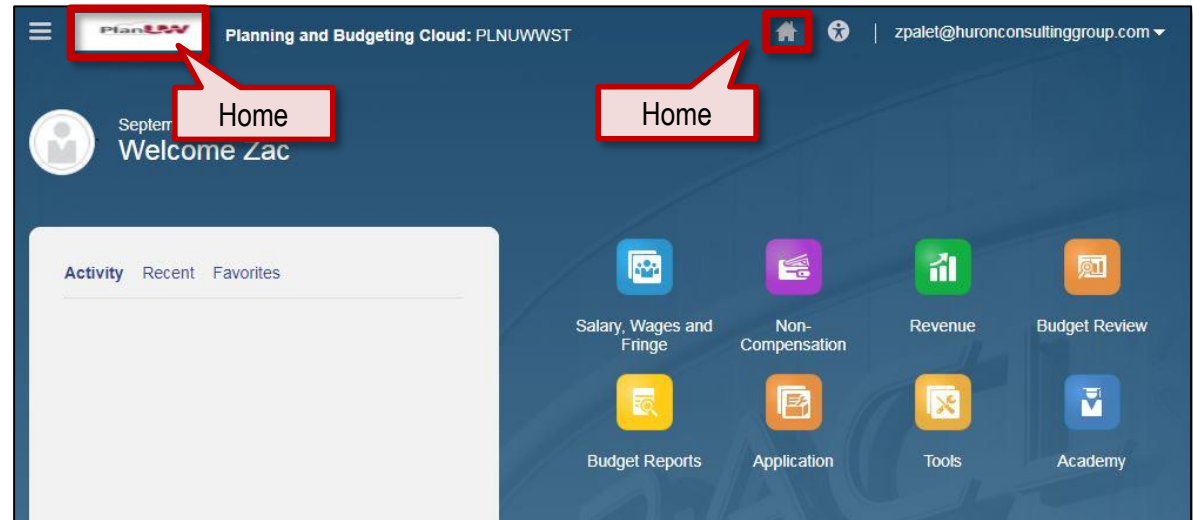 PlanUW
Planning and Budgeting Cloud: PLNUWWST
zpalet@huronconsultinggroup.com
Home
Home
Welcome Zac
Activity Recent Favorites
Salary, Wages and
Fringe
Non-
Compensation
Revenue
Budget Review
Budget Reports
Application
Tools
Academy